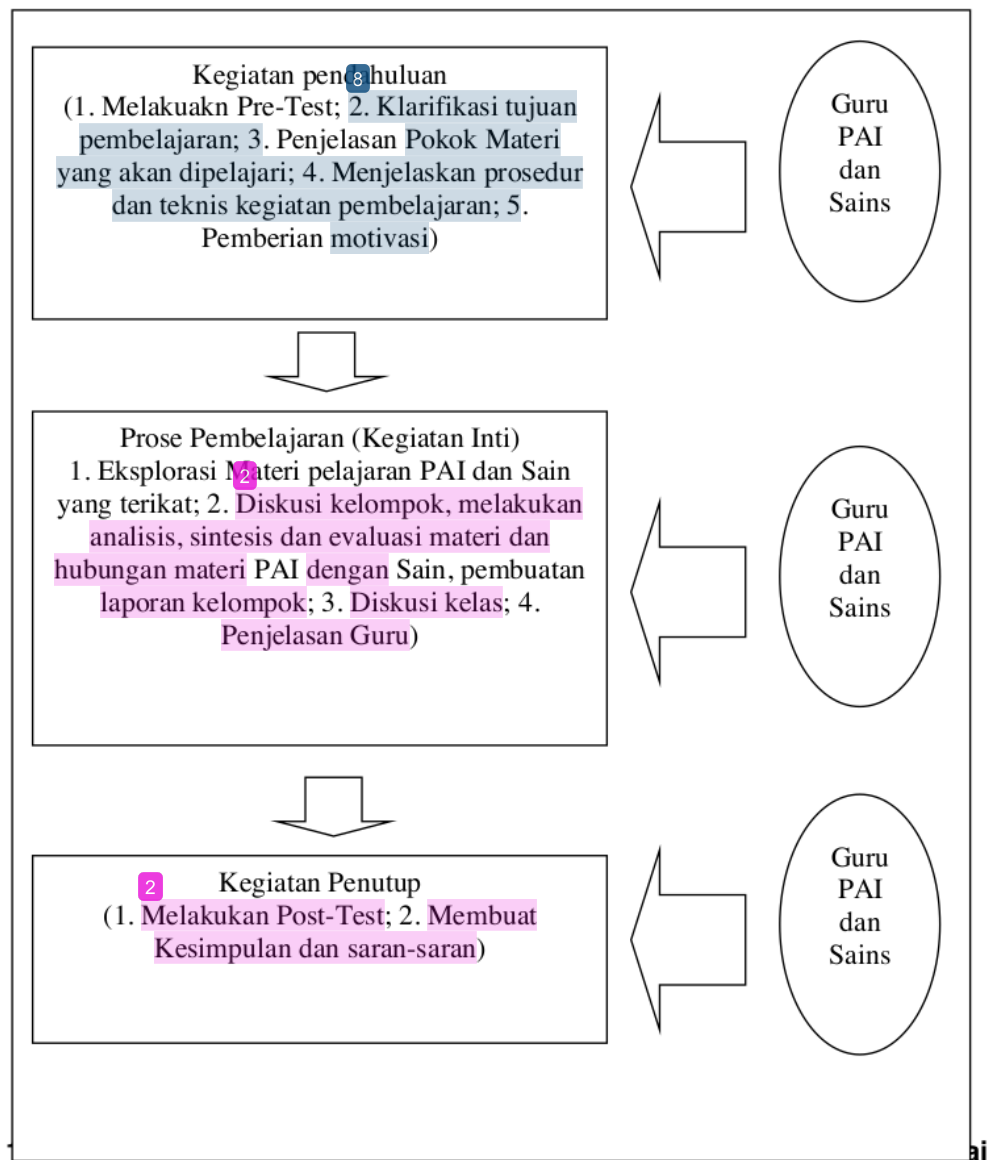 Kegiatan pendahuluan
8
(1. Melakuakn Pre-Test; 2. Klarifikasi tujuan
pembelajaran; 3. Penjelasan Pokok Materi
yang akan dipelajari; 4. Menjelaskan prosedur
dan teknis kegiatan pembelajaran; 5.
Pemberian motivasi)
Guru
PAI
dan
Sains
Prose Pembelajaran (Kegiatan Inti)
1. Eksplorasi Materi pelajaran PAI dan Sain
2
yang terikat; 2. Diskusi kelompok, melakukan
analisis, sintesis dan evaluasi materi dan
hubungan materi PAI dengan Sain, pembuatan
laporan kelompok; 3. Diskusi kelas; 4.
Penjelasan Guru)
Guru
PAI
dan
Sains
2
Kegiatan Penutup
(1. Melakukan Post-Test; 2. Membuat
Kesimpulan dan saran-saran)
Guru
PAI
dan
Sains